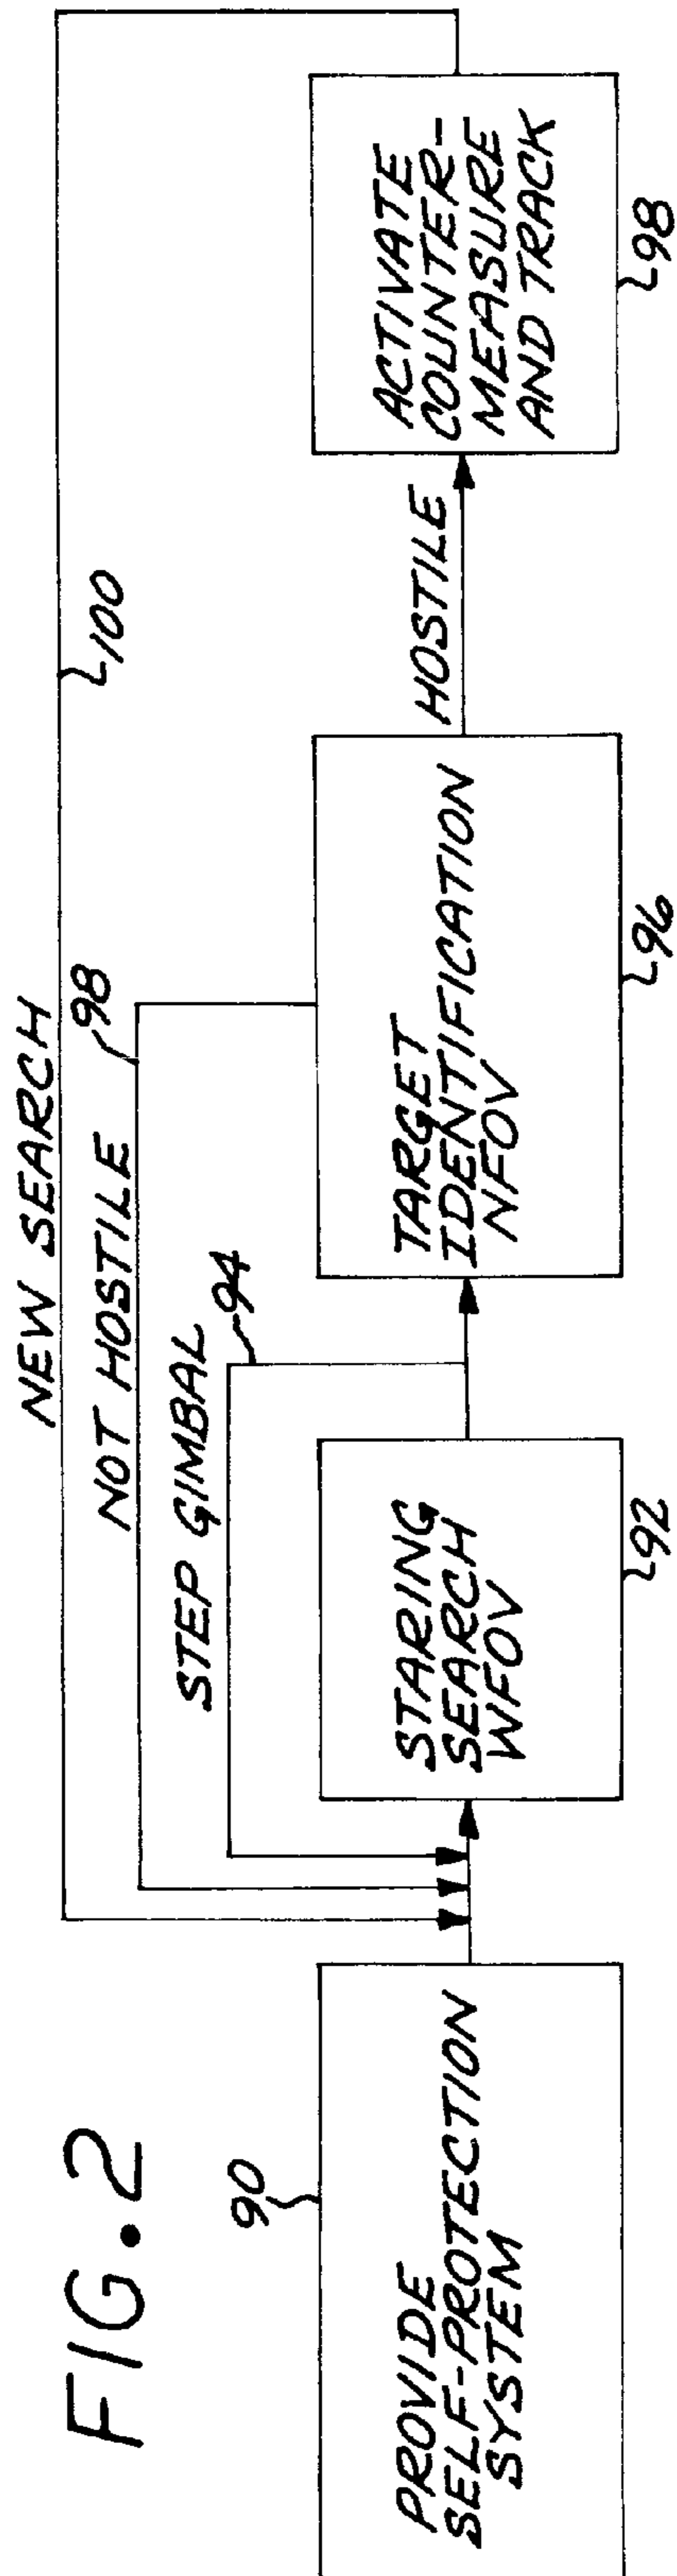 FIG. 2
NEW SEARCH
100
NOT HOSTILE
98
STEP GIMBAL
94
90
PROVIDE
SELF-PROTECTION
SYSTEM
STARING
SEARCH
WFOV
92
TARGET
IDENTIFICATION
NFOV
96
HOSTILE
ACTIVATE
COUNTER-
MEASURE
AND TRACK
98